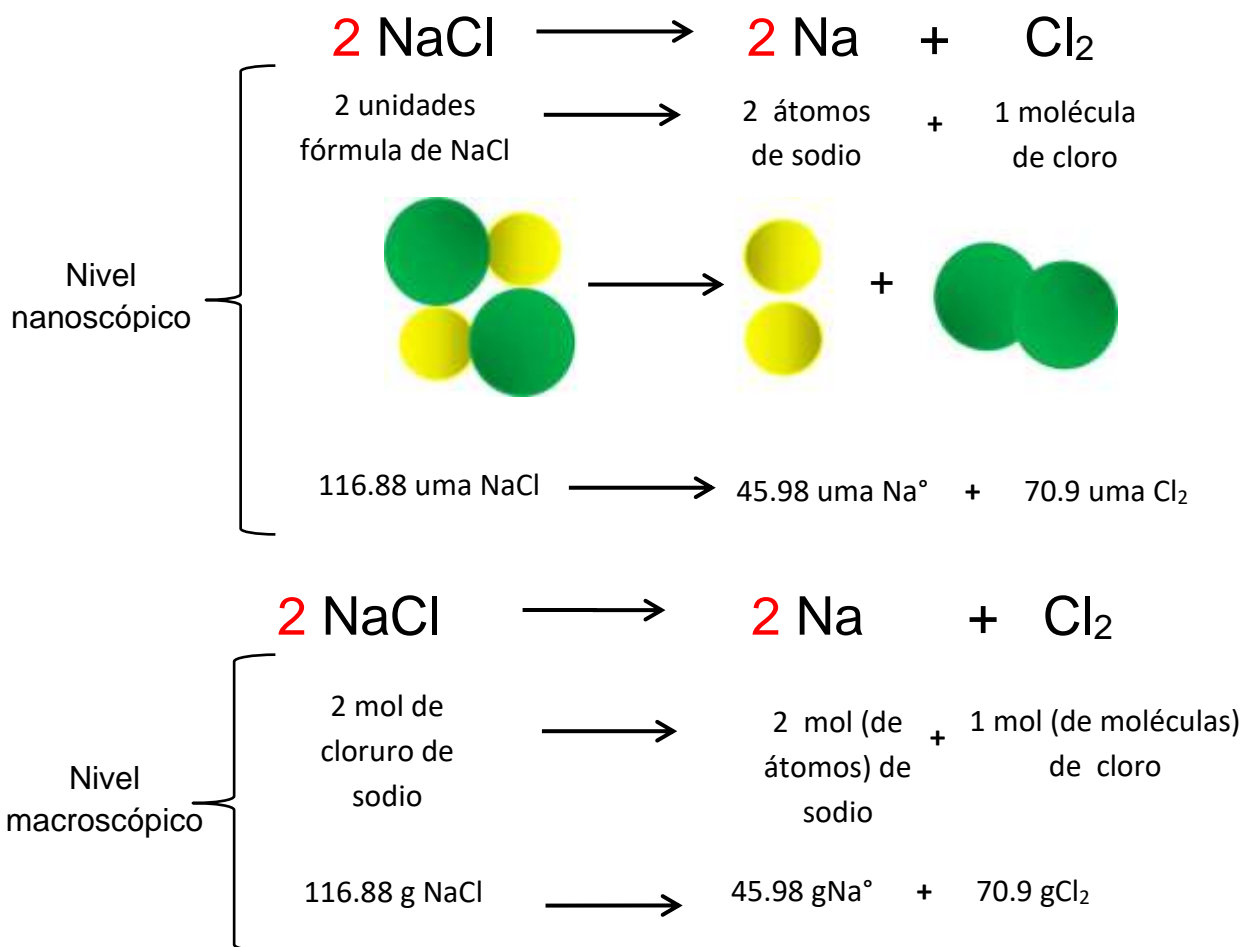 2 NaCl → 2 Na + Cl₂
2 unidades
fórmula de NaCl
→
2 átomos
de sodio
+
1 molécula
de cloro
Nivel
nanoscópico
→
+
116.88 uma NaCl → 45.98 uma Na° + 70.9 uma Cl₂
2 NaCl → 2 Na + Cl₂
2 mol de
cloruro de
sodio
→
2 mol (de
átomos) de
sodio
+
1 mol (de moléculas)
de cloro
Nivel
macroscópico
116.88 g NaCl → 45.98 gNa° + 70.9 gCl₂